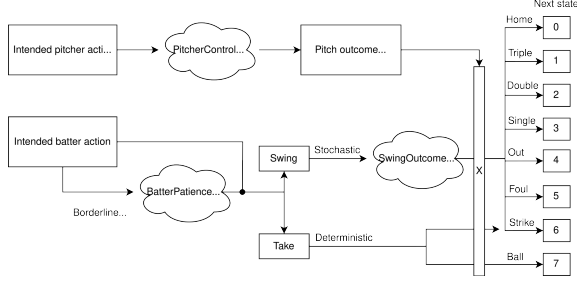 Next state
Home 0
Intended pitcher acti...
PitcherControl...
Pitch outcome...
Triple 1
Double 2
Single 3
Intended batter action
Swing
Stochastic
SwingOutcome...
X
Out 4
BatterPatience...
Borderline...
Foul 5
Strike 6
Take
Deterministic
Ball 7